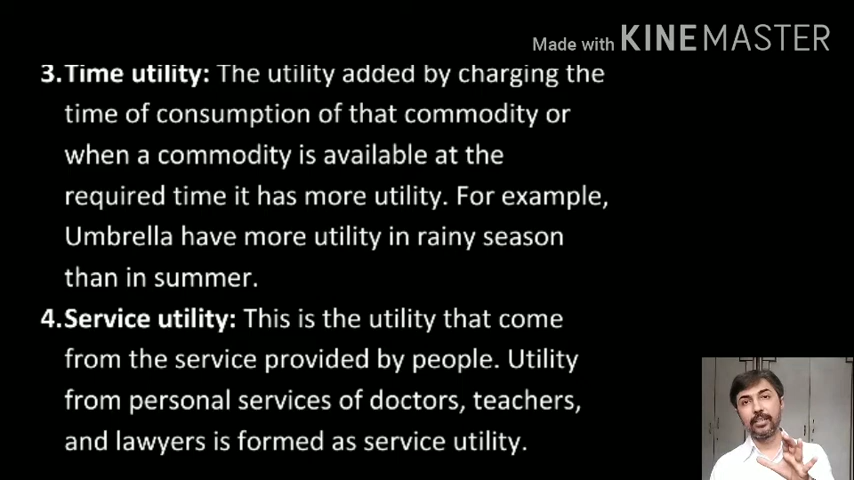 Made with KINEMASTER
3. Time utility: The utility added by charging the
time of consumption of that commodity or
when a commodity is available at the
required time it has more utility. For example,
Umbrella have more utility in rainy season
than in summer.
4. Service utility: This is the utility that come
from the service provided by people. Utility
from personal services of doctors, teachers,
and lawyers is formed as service utility.